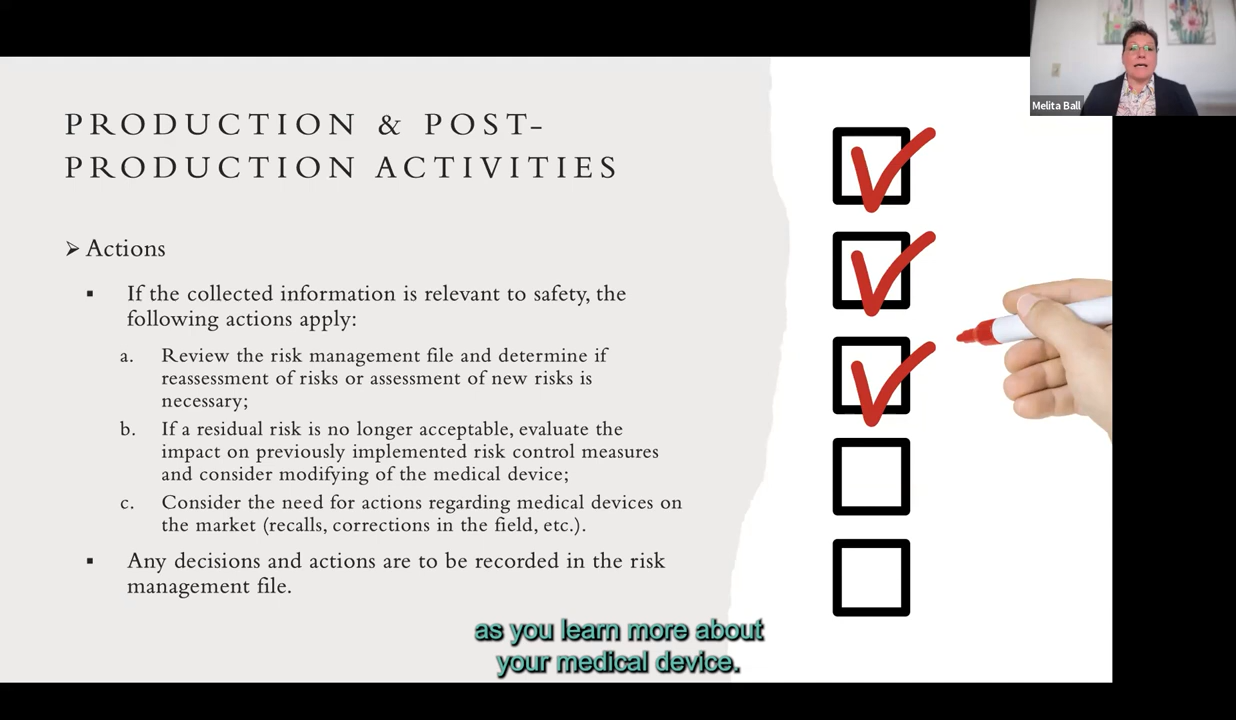 Melita Ball
PRODUCTION & POST-
PRODUCTION ACTIVITIES
➢ Actions
▪ If the collected information is relevant to safety, the
following actions apply:
a. Review the risk management file and determine if
reassessment of risks or assessment of new risks is
necessary;
b. If a residual risk is no longer acceptable, evaluate the
impact on previously implemented risk control measures
and consider modifying of the medical device;
c. Consider the need for actions regarding medical devices on
the market (recalls, corrections in the field, etc.).
▪ Any decisions and actions are to be recorded in the risk
management file.
as you learn more about
your medical device.